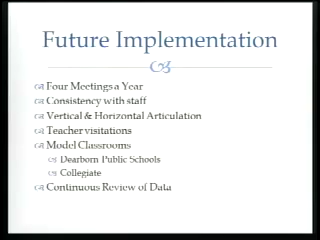 Future Implementation
Four Meetings a Year
Consistency with staff
Vertical & Horizontal Articulation
Teacher visitations
Model Classrooms
Dearborn Public Schools
Collegiate
Continuous Review of Data